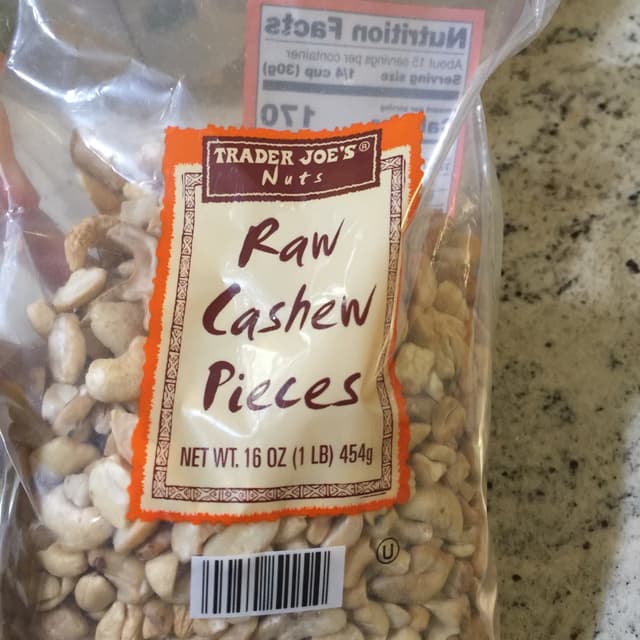 Nutrition Facts
About 15 servings per container
Serving size 1/4 cup (30g)
170
TRADER JOE'S®
Nuts
Raw
Cashew
Pieces
NET WT. 16 OZ (1 LB) 454g
U